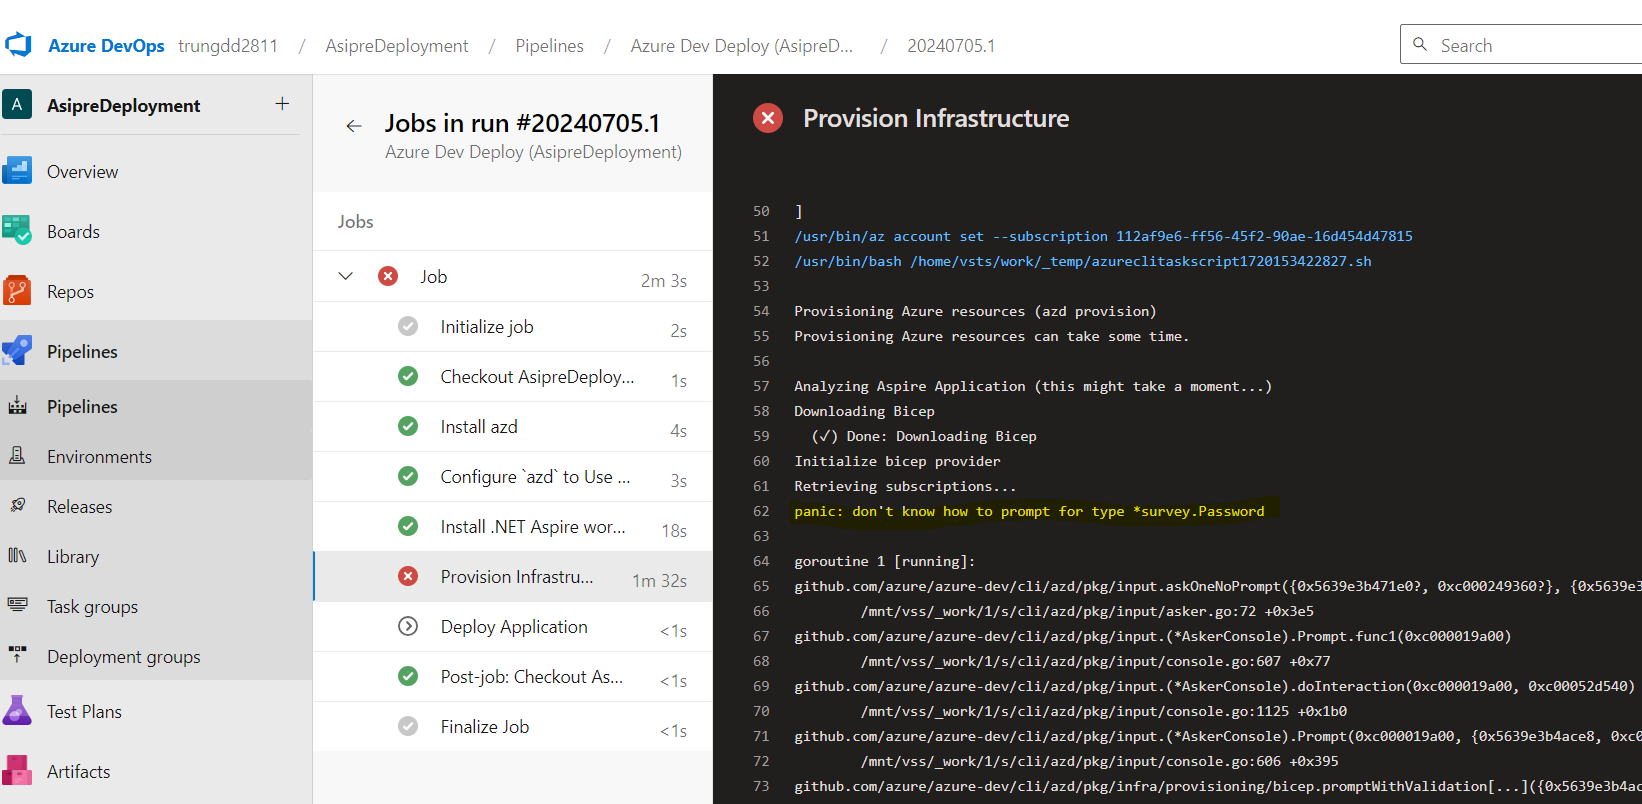 Azure DevOps trungdd2811 / AsipreDeployment / Pipelines / Azure Dev Deploy (AsipreD... / 20240705.1
Search
A AsipreDeployment +
Overview
Boards
Repos
Pipelines
Pipelines
Environments
Releases
Library
Task groups
Deployment groups
Test Plans
Artifacts
Jobs in run #20240705.1
Azure Dev Deploy (AsipreDeployment)
Jobs
Job 2m 3s
Initialize job 2s
Checkout AsipreDeploy... 1s
Install azd 4s
Configure `azd` to Use ... 3s
Install .NET Aspire wor... 18s
Provision Infrastru... 1m 32s
Deploy Application <1s
Post-job: Checkout As... <1s
Finalize Job <1s
Provision Infrastructure
50 ]
51 /usr/bin/az account set --subscription 112af9e6-ff56-45f2-90ae-16d454d47815
52 /usr/bin/bash /home/vsts/work/_temp/azureclitaskscript1720153422827.sh
53
54 Provisioning Azure resources (azd provision)
55 Provisioning Azure resources can take some time.
56
57 Analyzing Aspire Application (this might take a moment...)
58 Downloading Bicep
59 (✓) Done: Downloading Bicep
60 Initialize bicep provider
61 Retrieving subscriptions...
62 panic: don't know how to prompt for type *survey.Password
63
64 goroutine 1 [running]:
65 github.com/azure/azure-dev/cli/azd/pkg/input.askOneNoPrompt({0x5639e3b471e0?, 0xc000249360?}, {0x5639e3
66 /mnt/vss/_work/1/s/cli/azd/pkg/input/asker.go:72 +0x3e5
67 github.com/azure/azure-dev/cli/azd/pkg/input.(*AskerConsole).Prompt.func1(0xc000019a00)
68 /mnt/vss/_work/1/s/cli/azd/pkg/input/console.go:607 +0x77
69 github.com/azure/azure-dev/cli/azd/pkg/input.(*AskerConsole).doInteraction(0xc000019a00, 0xc00052d540)
70 /mnt/vss/_work/1/s/cli/azd/pkg/input/console.go:1125 +0x1b0
71 github.com/azure/azure-dev/cli/azd/pkg/input.(*AskerConsole).Prompt(0xc000019a00, {0x5639e3b4ace8, 0xc0
72 /mnt/vss/_work/1/s/cli/azd/pkg/input/console.go:606 +0x395
73 github.com/azure/azure-dev/cli/azd/pkg/infra/provisioning/bicep.promptWithValidation[...]({0x5639e3b4ac